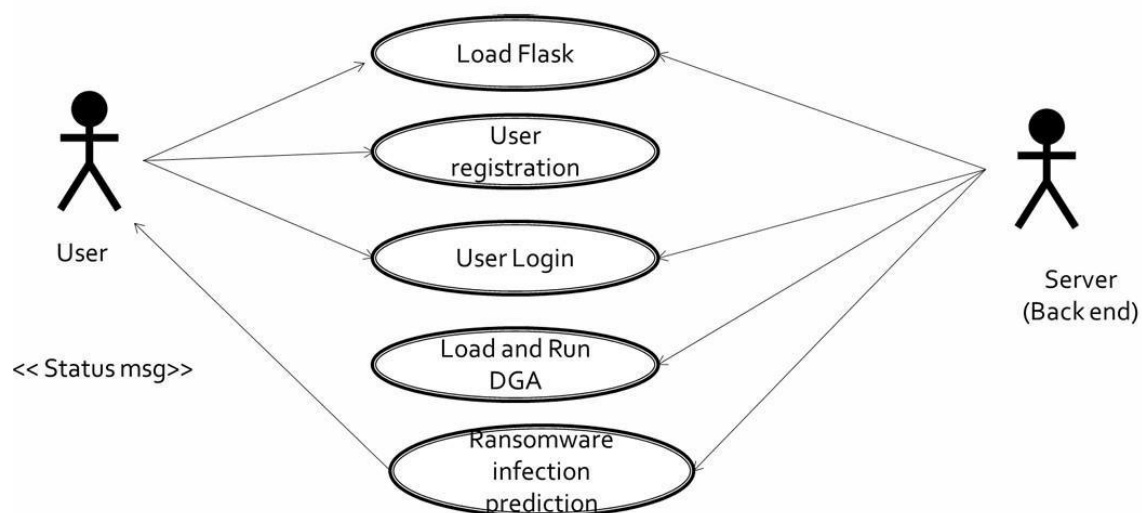 Load Flask
User
registration
User
User Login
Server
(Back end)
Load and Run
DGA
<< Status msg>>
Ransomware
infection
prediction